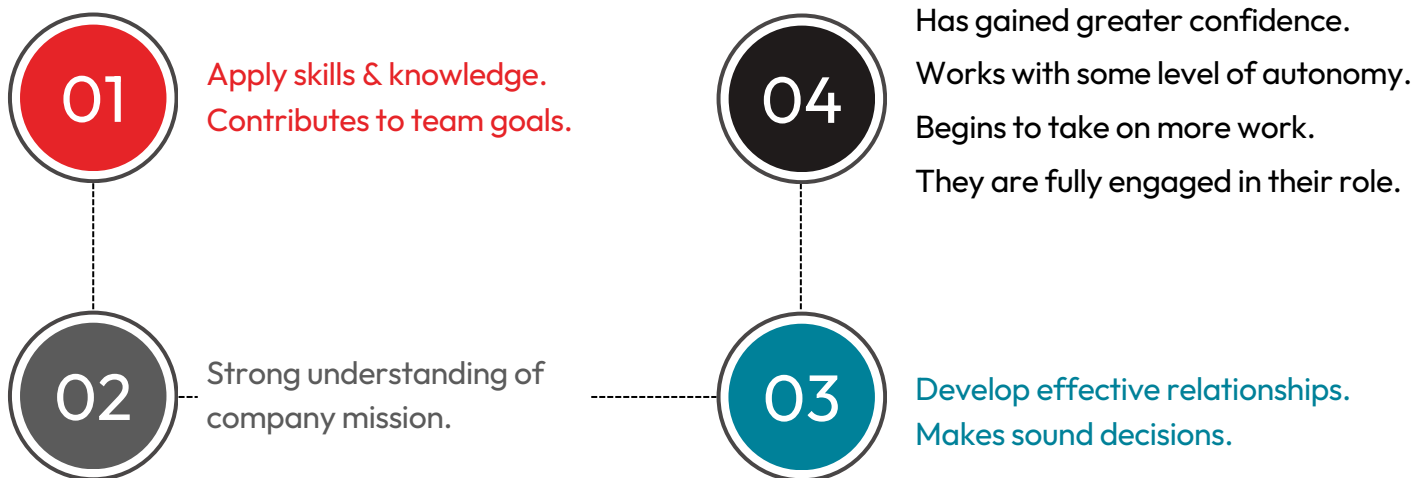 01
Apply skills & knowledge.
Contributes to team goals.
02
Strong understanding of
company mission.
03
Develop effective relationships.
Makes sound decisions.
04
Has gained greater confidence.
Works with some level of autonomy.
Begins to take on more work.
They are fully engaged in their role.